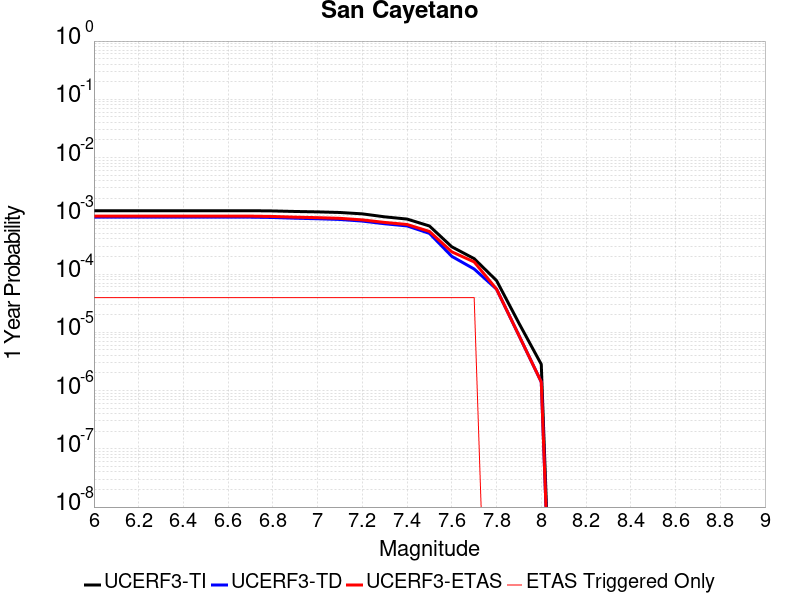 San Cayetano
1 Year Probability
10^0
10^-1
10^-2
10^-3
10^-4
10^-5
10^-6
10^-7
10^-8
6 6.2 6.4 6.6 6.8 7 7.2 7.4 7.6 7.8 8 8.2 8.4 8.6 8.8 9
Magnitude
UCERF3-TI UCERF3-TD UCERF3-ETAS ETAS Triggered Only